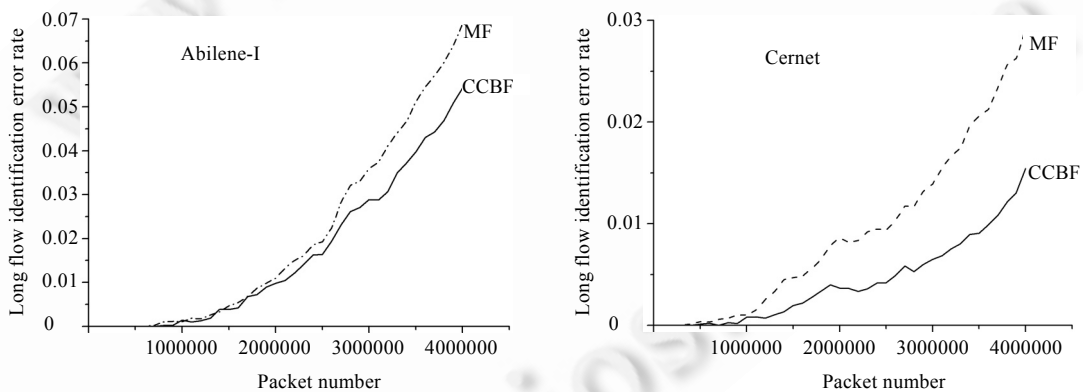 Long flow identification error rate
0.07
0.06
0.05
0.04
0.03
0.02
0.01
0
Abilene-I
MF
CCBF
1000000 2000000 3000000 4000000
Packet number
Long flow identification error rate
0.03
0.02
0.01
0
Cernet
MF
CCBF
1000000 2000000 3000000 4000000
Packet number